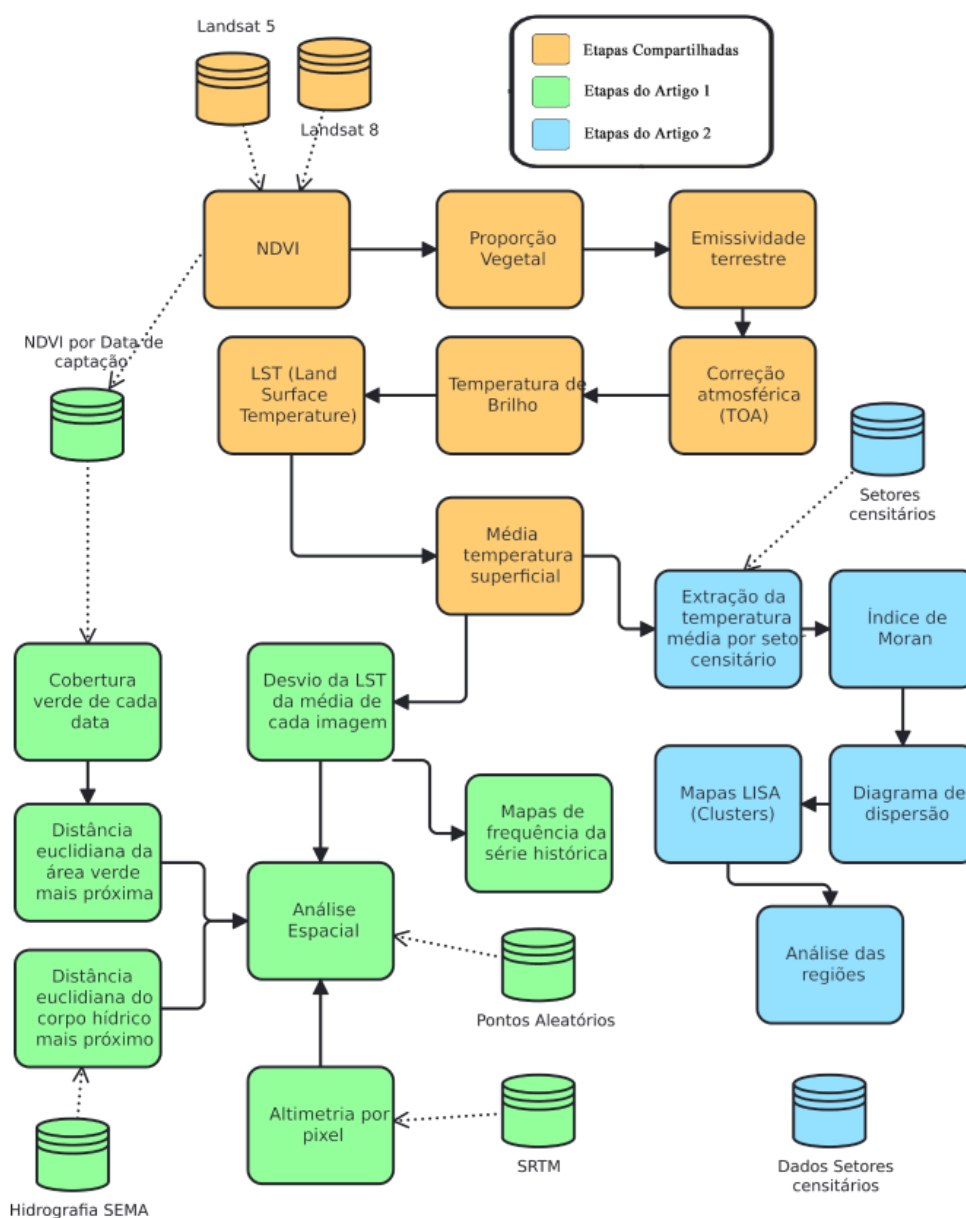 Landsat 5
Landsat 8
Etapas Compartilhadas
Etapas do Artigo 1
Etapas do Artigo 2
NDVI
Proporção
Vegetal
Emissividade
terrestre
NDVI por Data de
captação
LST (Land
Surface
Temperature)
Temperatura de
Brilho
Correção
atmosférica
(TOA)
Setores
censitários
Média
temperatura
superficial
Extração da
temperatura
média por setor
censitário
Índice de
Moran
Cobertura
verde de cada
data
Desvio da LST
da média de
cada imagem
Mapas de
frequência da
série histórica
Mapas LISA
(Clusters)
Diagrama de
dispersão
Distância
euclidiana da
área verde
mais próxima
Análise
Espacial
Análise das
regiões
Distância
euclidiana do
corpo hídrico
mais próximo
Pontos Aleatórios
Altimetria por
pixel
SRTM
Dados Setores
censitários
Hidrografia SEMA